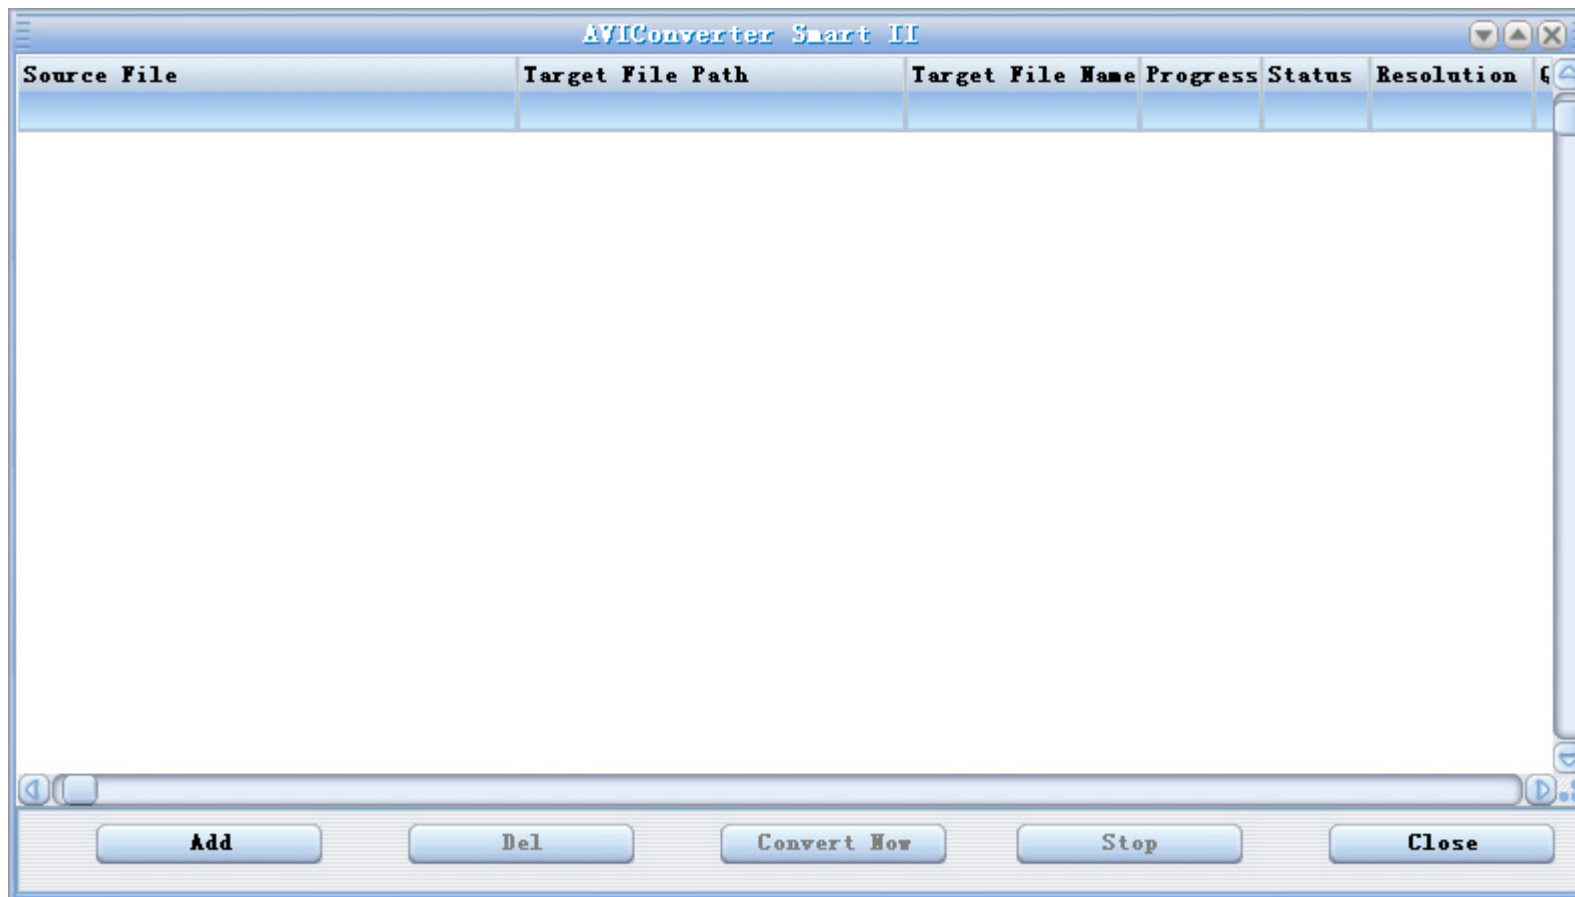 AVIConverter Smart II
Source File Target File Path Target File Name Progress Status Resolution
Add Del Convert Now Stop Close